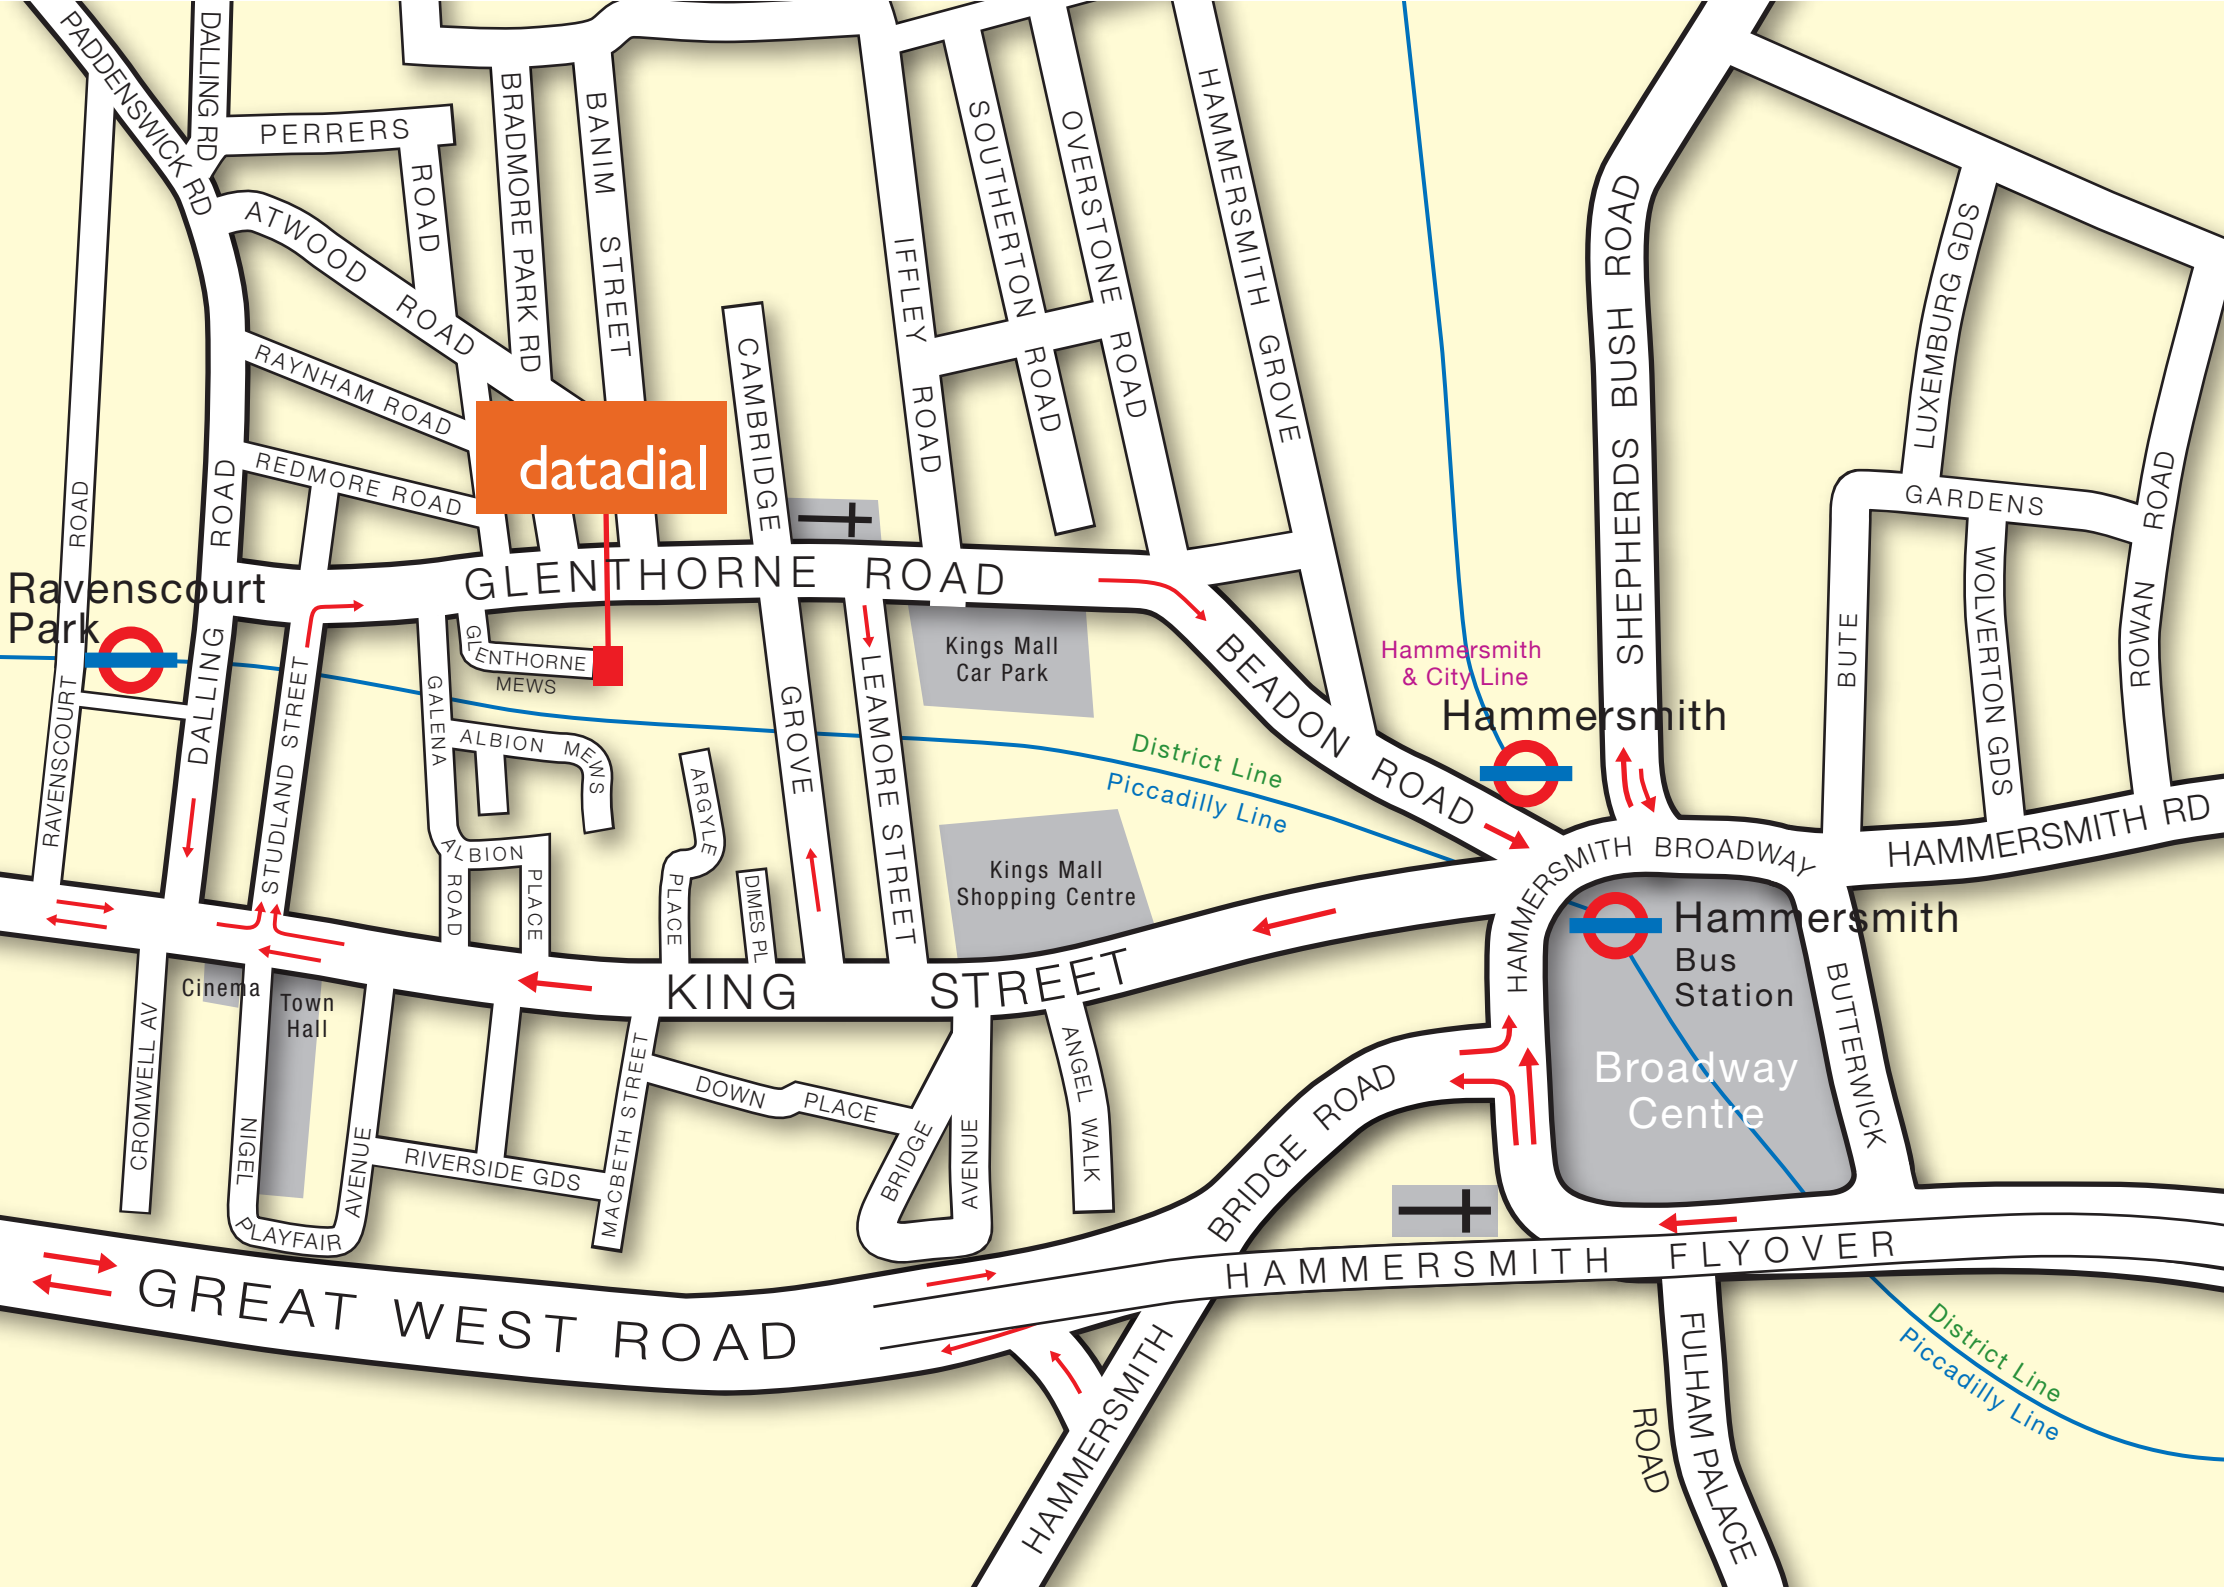 PADDENSWICK RD
DALLING RD
PERRERS
ROAD
ATWOOD ROAD
BRADMORE PARK RD
BANIM STREET
RAYNHAM ROAD
REDMORE ROAD
datadial
CAMBRIDGE
GROVE
IFFLEY ROAD
SOUTHERTON ROAD
OVERSTONE ROAD
HAMMERSMITH GROVE
SHEPHERDS BUSH ROAD
LUXEMBURG GDS
GARDENS
BUTE
WOLVERTON GDS
ROWAN ROAD
Ravenscourt
Park
RAVENSCOURT ROAD
DALLING ROAD
STUDLAND STREET
GLENTHORNE ROAD
GLENTHORNE
MEWS
GALENA
ROAD
ALBION MEWS
ALBION
PLACE
ARGYLE
PLACE
DIMES PL
LEAMORE STREET
Kings Mall
Car Park
BEADON ROAD
Hammersmith
& City Line
Hammersmith
District Line
Piccadilly Line
Kings Mall
Shopping Centre
HAMMERSMITH BROADWAY
HAMMERSMITH RD
Hammersmith
Bus
Station
Broadway
Centre
BUTTERWICK
KING STREET
Cinema
Town
Hall
CROMWELL AV
NIGEL
PLAYFAIR
AVENUE
RIVERSIDE GDS
MACBETH STREET
DOWN PLACE
BRIDGE
AVENUE
ANGEL WALK
BRIDGE ROAD
HAMMERSMITH FLYOVER
GREAT WEST ROAD
HAMMERSMITH
FULHAM PALACE
ROAD
District Line
Piccadilly Line